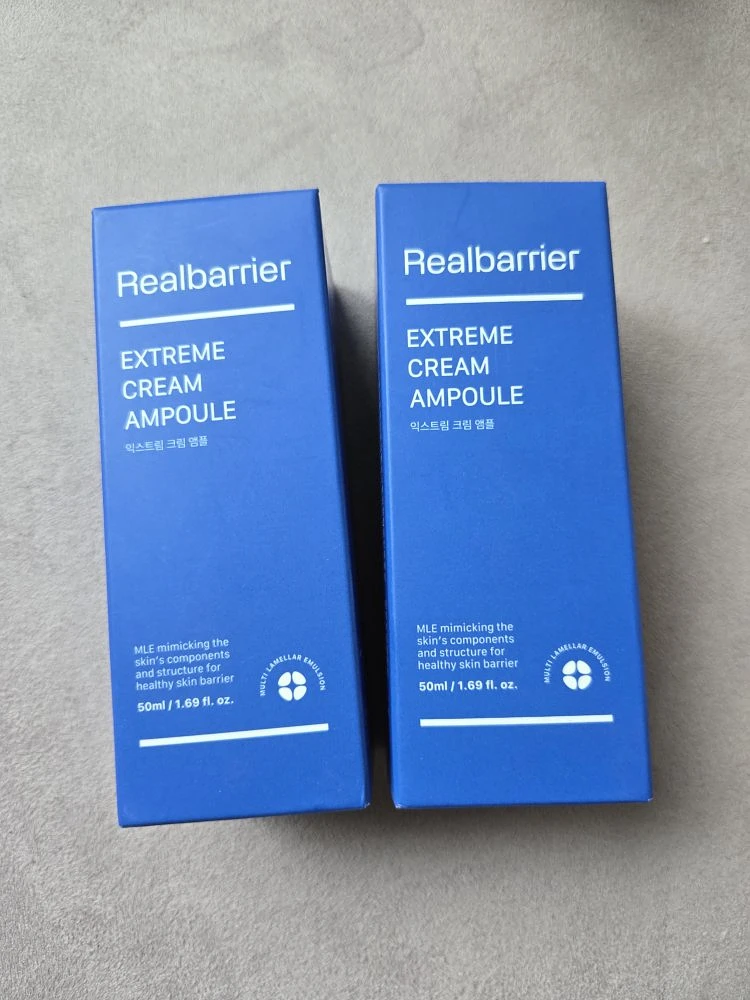 Realbarrier
EXTREME
CREAM
AMPOULE
익스트림 크림 앰플
MLE mimicking the
skin's components
and structure for
healthy skin barrier
50ml / 1.69 fl. oz.
MULTI LAMELLAR EMULSION
Realbarrier
EXTREME
CREAM
AMPOULE
익스트림 크림 앰플
MLE mimicking the
skin's components
and structure for
healthy skin barrier
50ml / 1.69 fl. oz.
MULTI LAMELLAR EMULSION